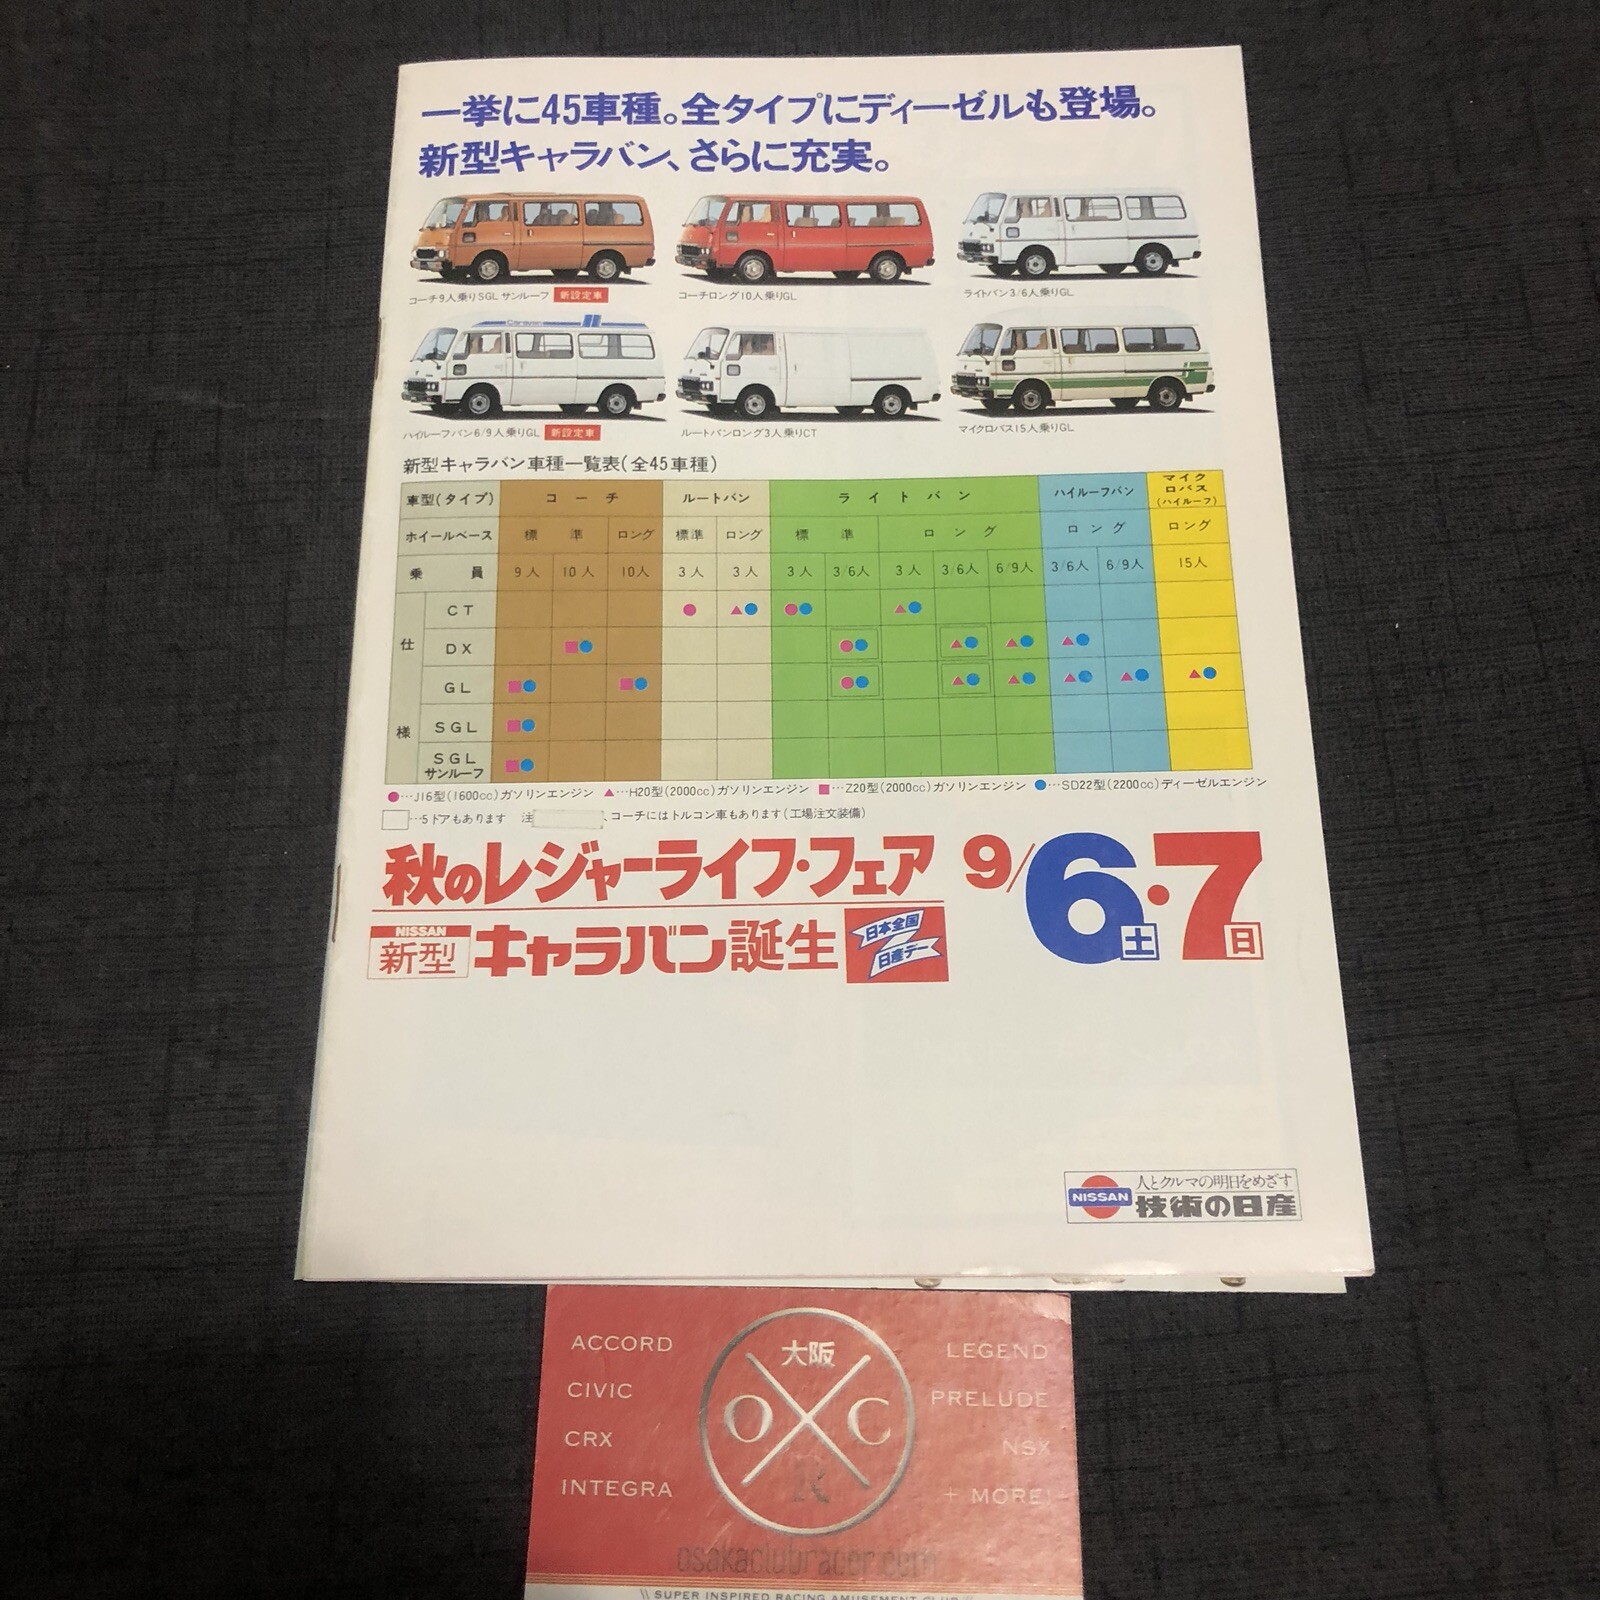 一挙に45車種。全タイプにディーゼルも登場。
新型キャラバン、さらに充実。
コーチ9人乗りSGL サンルーフ 新設定車
コーチロング10人乗りGL
ライトバン3/6人乗りGL
Caravan
ハイルーフバン6/9人乗りGL 新設定車
ルートバンロング3人乗りCT
マイクロバス15人乗りGL
新型キャラバン車種一覧表(全45車種)
車型(タイプ) コーチ ルートバン ライトバン ハイルーフバン マイクロバス(ハイルーフ)
ホイールベース 標準 ロング 標準 ロング 標準 ロング ロング ロング
乗員 9人 10人 10人 3人 3人 3人 3/6人 3人 3/6人 6/9人 3/6人 6/9人 15人
仕様
CT ● ▲● ●● ▲●
DX ■● ●● ▲● ▲● ▲●
GL ■● ■● ●● ▲● ▲● ▲● ▲● ▲●
SGL ■●
SGL サンルーフ ■●
●…J16型(1600cc)ガソリンエンジン ▲…H20型(2000cc)ガソリンエンジン ■…Z20型(2000cc)ガソリンエンジン ●…SD22型(2200cc)ディーゼルエンジン
…5ドアもあります 注 、コーチにはトルコン車もあります(工場注文装備)
秋のレジャーライフ・フェア 9/6土・7日
NISSAN
新型キャラバン誕生 日本全国日産デー
人とクルマの明日をめざす
NISSAN 技術の日産
ACCORD
CIVIC
CRX
INTEGRA
大阪
O C
R
LEGEND
PRELUDE
NSX
+ MORE!
osakaclubracer.com
\\ SUPER INSPIRED RACING AMUSEMENT CLUB //